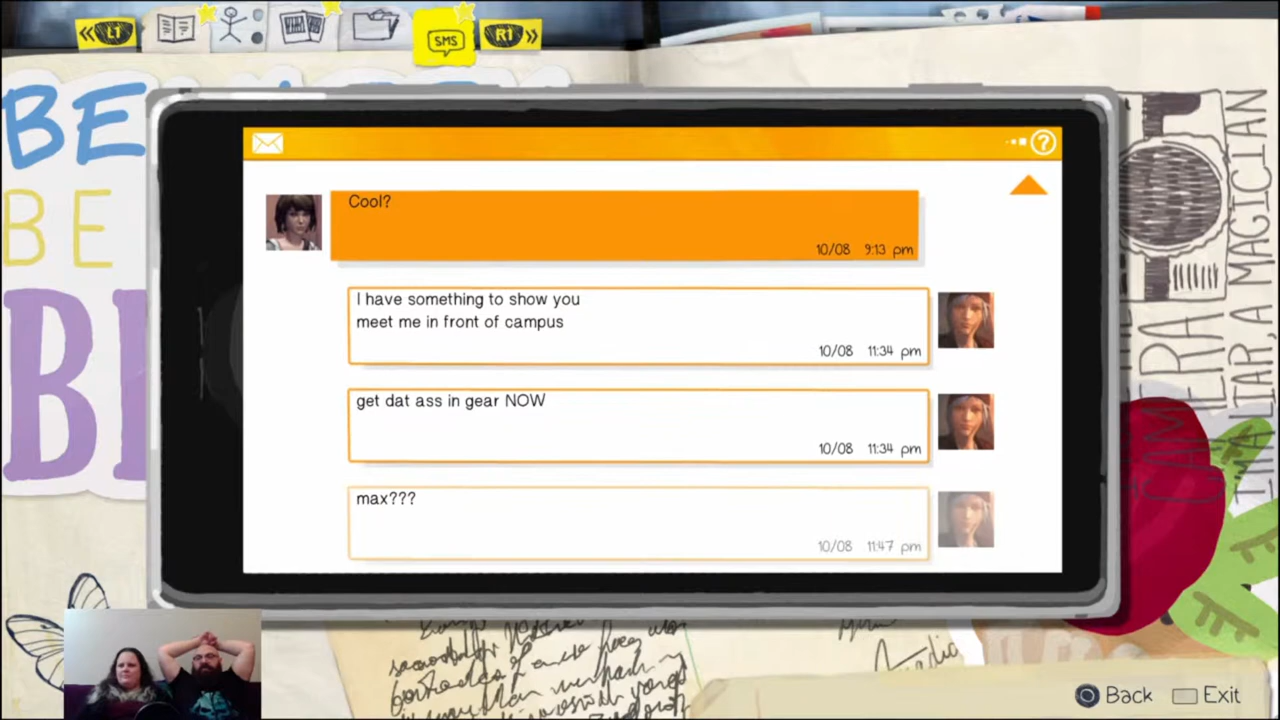 L1
SMS
R1
BE
BE
Cool?
10/08 9:13 pm
I have something to show you
meet me in front of campus
10/08 11:34 pm
get dat ass in gear NOW
10/08 11:34 pm
max???
10/08 11:47 pm
CAMERA
I'M A LIAR, A MAGICIAN
Back
Exit